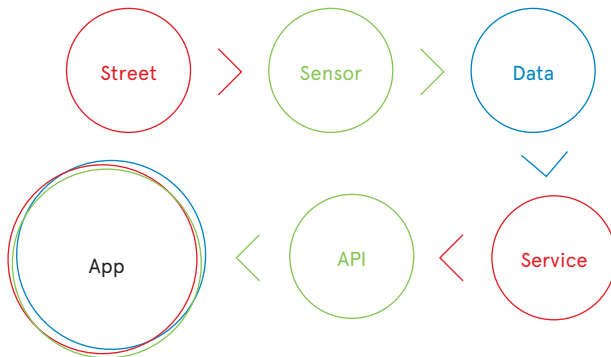 Street
Sensor
Data
Service
API
App